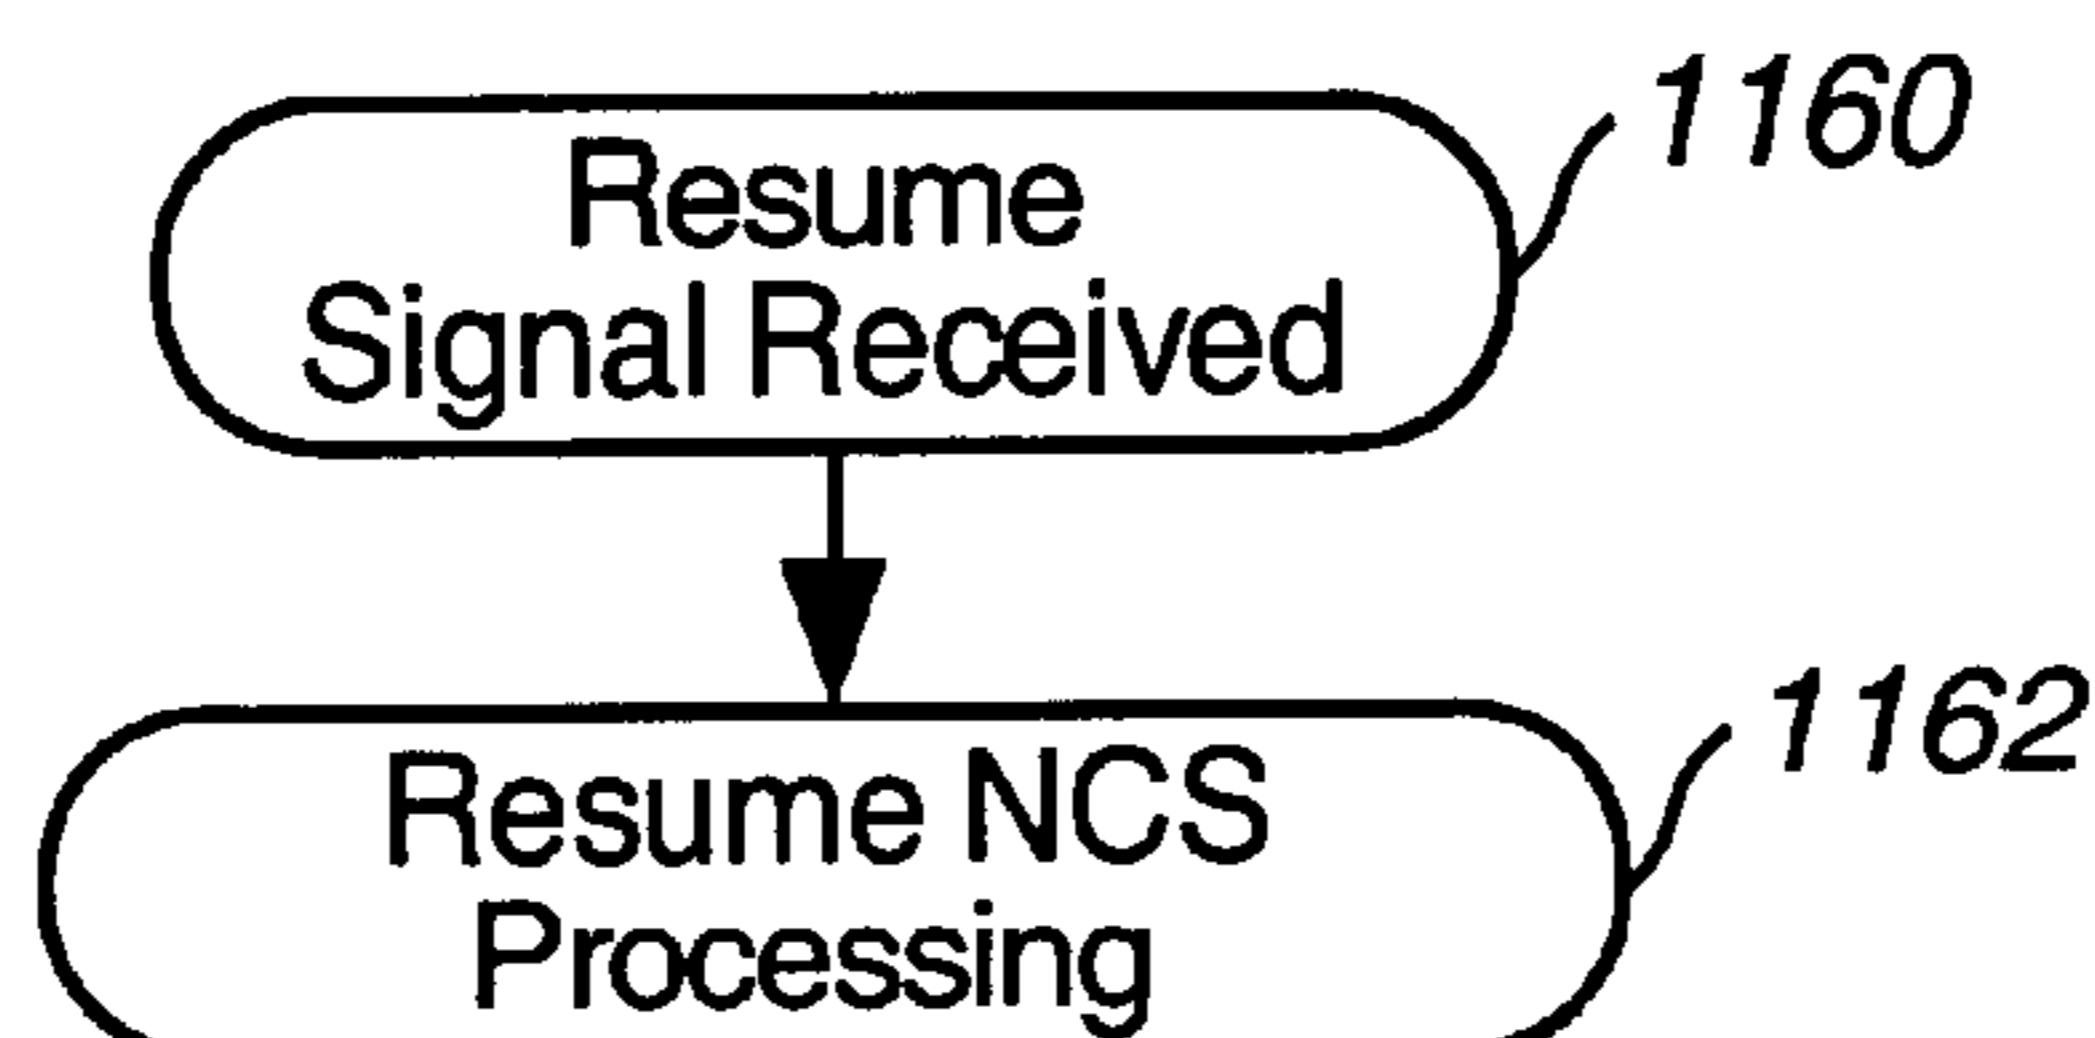 1160
Resume
Signal Received
1162
Resume NCS
Processing